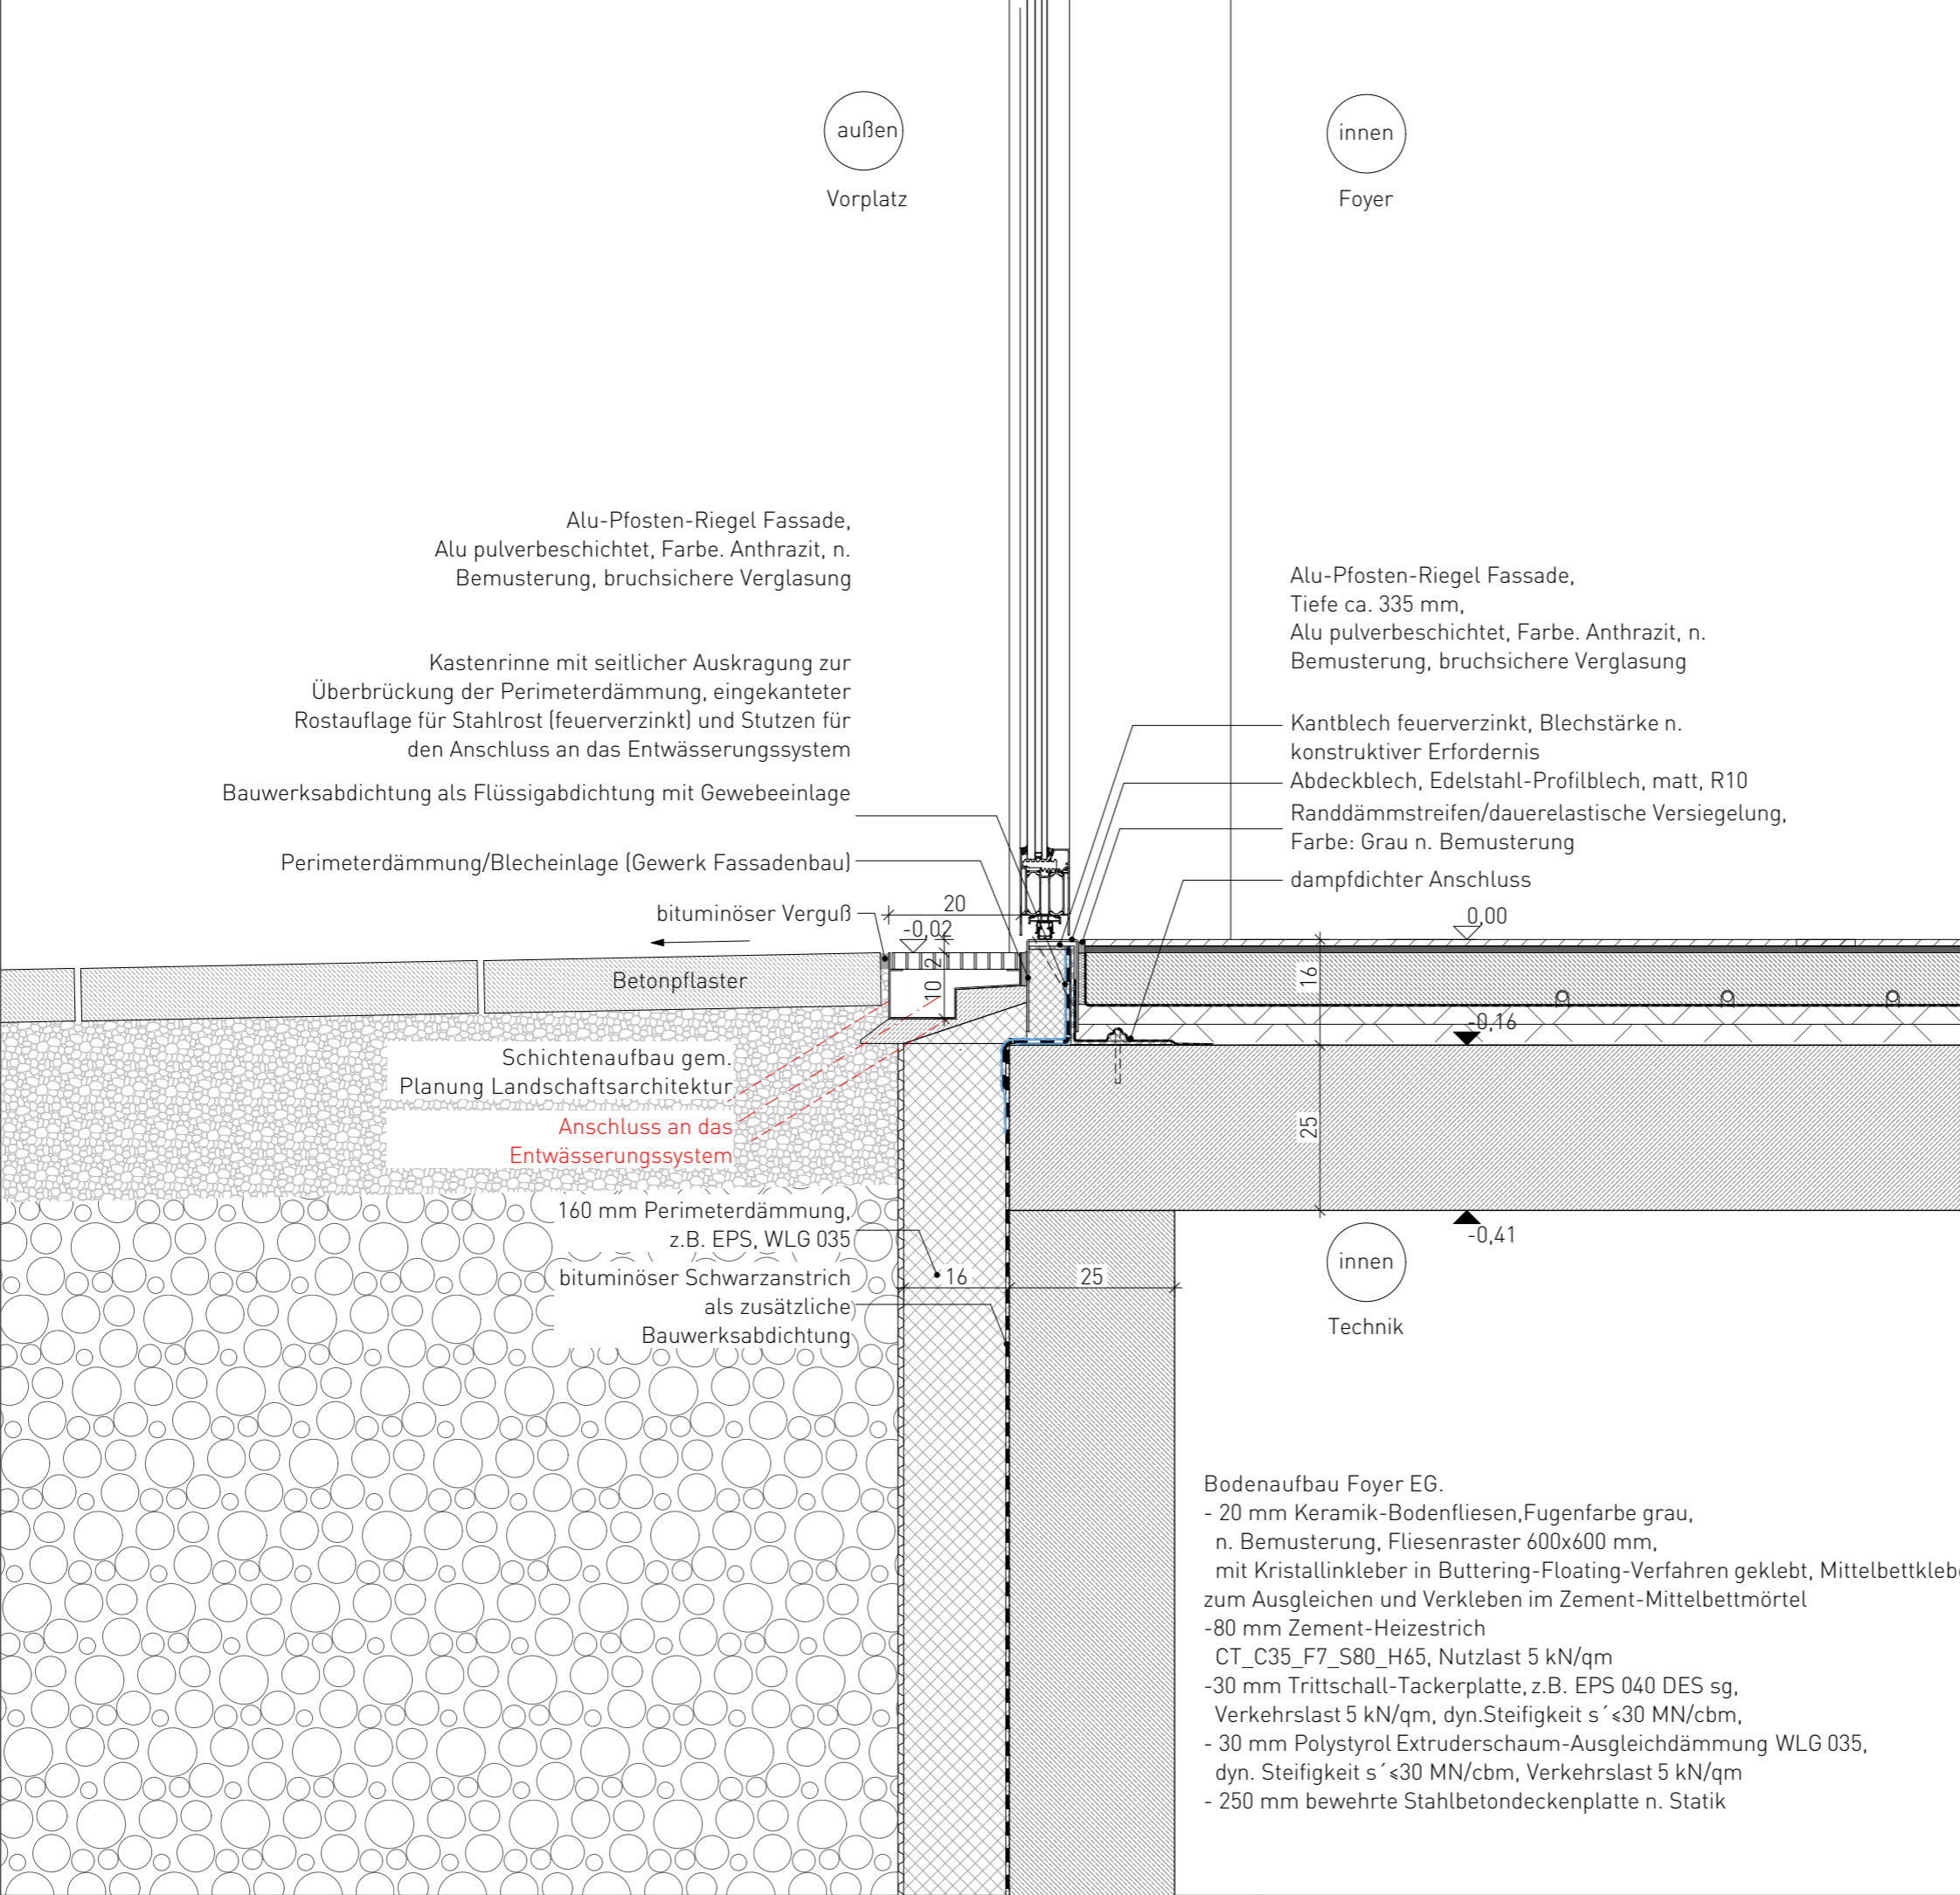 außen
Vorplatz
innen
Foyer
Alu-Pfosten-Riegel Fassade,
Alu pulverbeschichtet, Farbe. Anthrazit, n.
Bemusterung, bruchsichere Verglasung
Kastenrinne mit seitlicher Auskragung zur
Überbrückung der Perimeterdämmung, eingekanteter
Rostauflage für Stahlrost (feuerverzinkt) und Stutzen für
den Anschluss an das Entwässerungssystem
Bauwerksabdichtung als Flüssigabdichtung mit Gewebeeinlage
Perimeterdämmung/Blecheinlage (Gewerk Fassadenbau)
bituminöser Verguß
Alu-Pfosten-Riegel Fassade,
Tiefe ca. 335 mm,
Alu pulverbeschichtet, Farbe. Anthrazit, n.
Bemusterung, bruchsichere Verglasung
Kantblech feuerverzinkt, Blechstärke n.
konstruktiver Erfordernis
Abdeckblech, Edelstahl-Profilblech, matt, R10
Randdämmstreifen/dauerelastische Versiegelung,
Farbe: Grau n. Bemusterung
dampfdichter Anschluss
20
-0,02
2
10
0,00
16
-0,16
25
-0,41
Betonpflaster
Schichtenaufbau gem.
Planung Landschaftsarchitektur
Anschluss an das
Entwässerungssystem
160 mm Perimeterdämmung,
z.B. EPS, WLG 035
bituminöser Schwarzanstrich
als zusätzliche
Bauwerksabdichtung
16
25
innen
Technik
Bodenaufbau Foyer EG.
- 20 mm Keramik-Bodenfliesen,Fugenfarbe grau,
n. Bemusterung, Fliesenraster 600x600 mm,
mit Kristallinkleber in Buttering-Floating-Verfahren geklebt, Mittelbettklebe
zum Ausgleichen und Verkleben im Zement-Mittelbettmörtel
-80 mm Zement-Heizestrich
CT_C35_F7_S80_H65, Nutzlast 5 kN/qm
-30 mm Trittschall-Tackerplatte, z.B. EPS 040 DES sg,
Verkehrslast 5 kN/qm, dyn.Steifigkeit s´≤30 MN/cbm,
- 30 mm Polystyrol Extruderschaum-Ausgleichdämmung WLG 035,
dyn. Steifigkeit s´≤30 MN/cbm, Verkehrslast 5 kN/qm
- 250 mm bewehrte Stahlbetondeckenplatte n. Statik